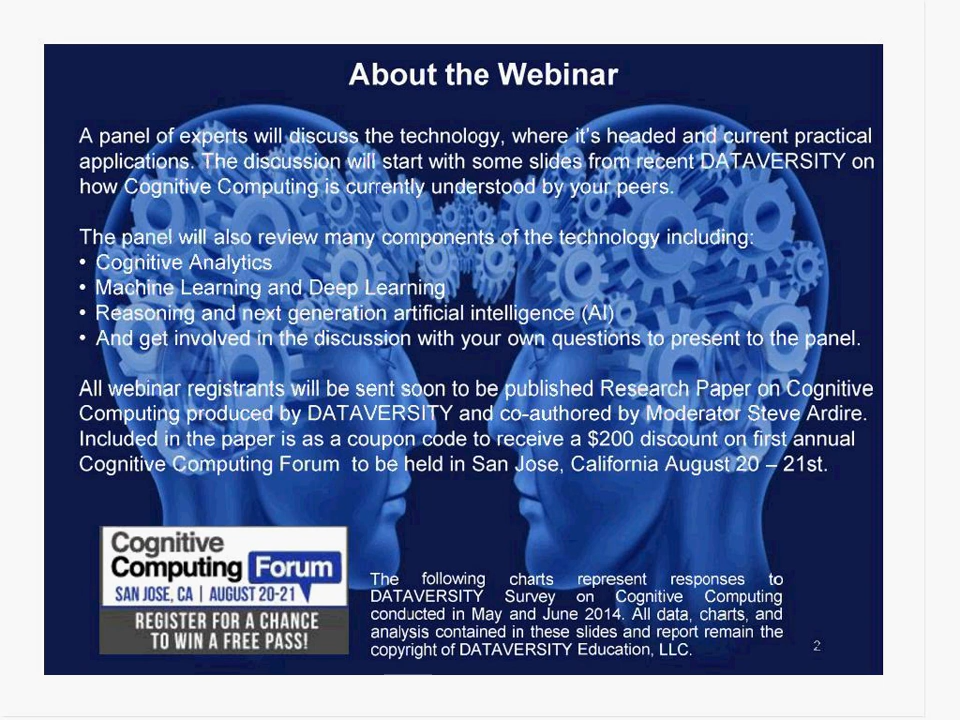 About the Webinar
A panel of experts will discuss the technology, where it's headed and current practical
applications. The discussion will start with some slides from recent DATAVERSITY on
how Cognitive Computing is currently understood by your peers.
The panel will also review many components of the technology including:
• Cognitive Analytics
• Machine Learning and Deep Learning
• Reasoning and next generation artificial intelligence (AI)
• And get involved in the discussion with your own questions to present to the panel.
All webinar registrants will be sent soon to be published Research Paper on Cognitive
Computing produced by DATAVERSITY and co-authored by Moderator Steve Ardire.
Included in the paper is as a coupon code to receive a $200 discount on first annual
Cognitive Computing Forum to be held in San Jose, California August 20 – 21st.
Cognitive
Computing Forum
SAN JOSE, CA | AUGUST 20-21
REGISTER FOR A CHANCE
TO WIN A FREE PASS!
The following charts represent responses to
DATAVERSITY Survey on Cognitive Computing
conducted in May and June 2014. All data, charts, and
analysis contained in these slides and report remain the
copyright of DATAVERSITY Education, LLC.
2